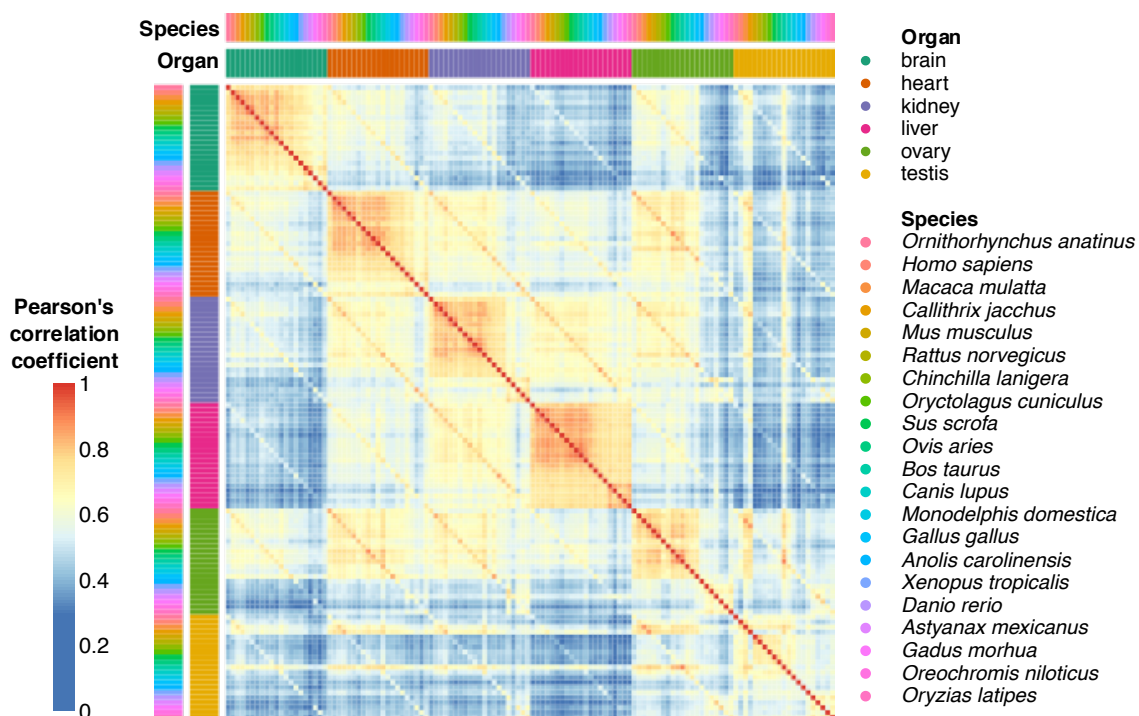 Species
Organ
Pearson's
correlation
coefficient
1
0.8
0.6
0.4
0.2
0
Organ
brain
heart
kidney
liver
ovary
testis
Species
Ornithorhynchus anatinus
Homo sapiens
Macaca mulatta
Callithrix jacchus
Mus musculus
Rattus norvegicus
Chinchilla lanigera
Oryctolagus cuniculus
Sus scrofa
Ovis aries
Bos taurus
Canis lupus
Monodelphis domestica
Gallus gallus
Anolis carolinensis
Xenopus tropicalis
Danio rerio
Astyanax mexicanus
Gadus morhua
Oreochromis niloticus
Oryzias latipes